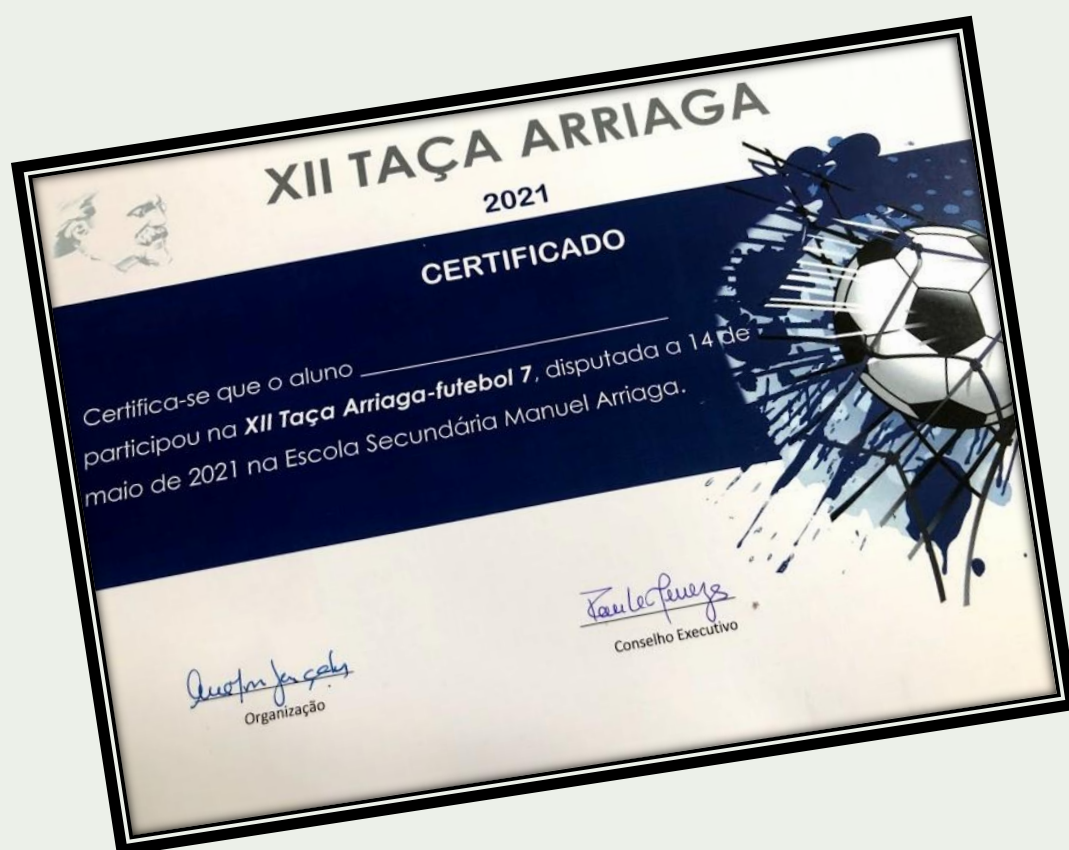 XII TAÇA ARRIAGA
2021
CERTIFICADO
Certifica-se que o aluno
participou na XII Taça Arriaga-futebol 7, disputada a 14 de
maio de 2021 na Escola Secundária Manuel Arriaga.
Conselho Executivo
Organização